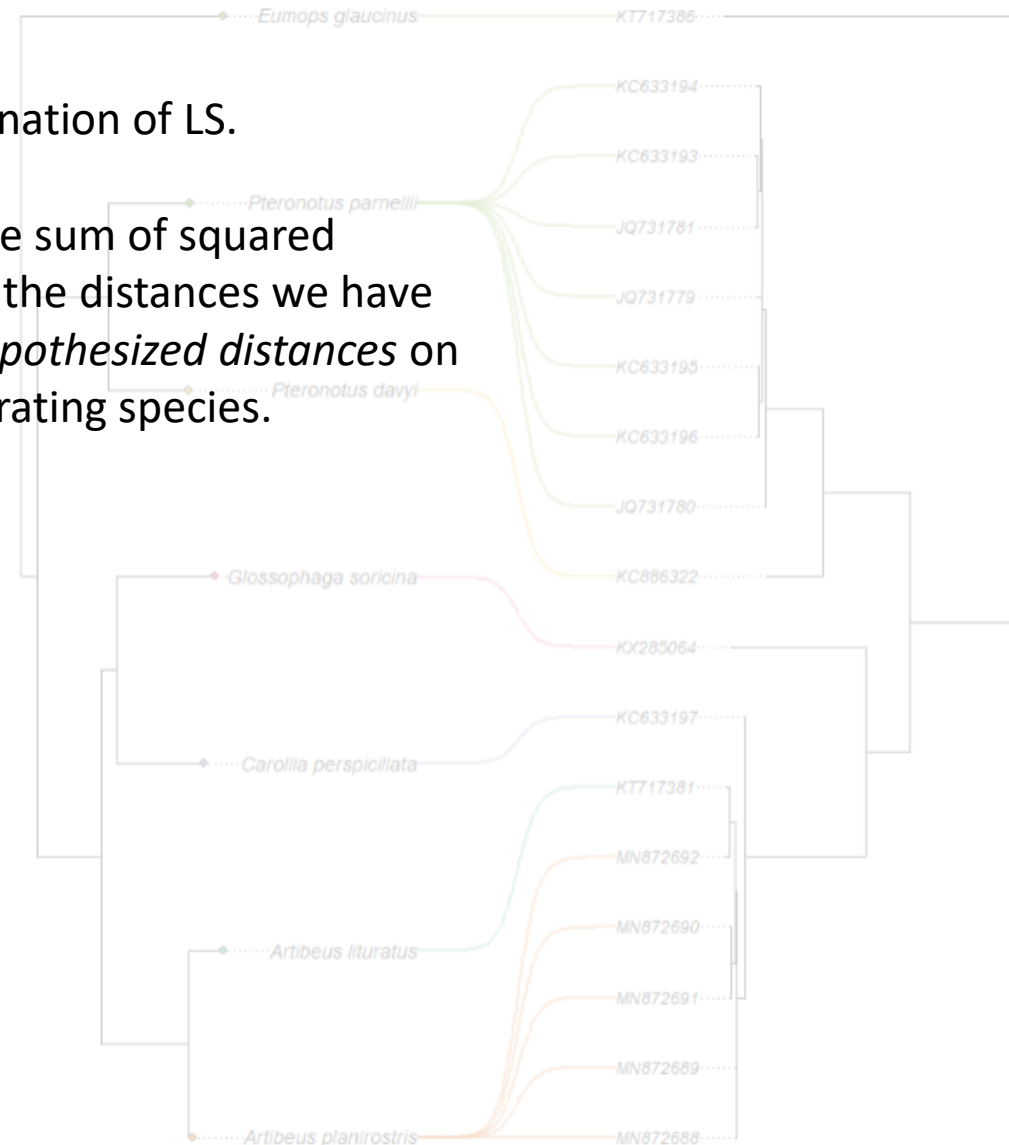 Eumops glaucinus KT717386
KC633194
nation of LS.
KC633193
Pteronotus parnellii
JQ731781
e sum of squared
the distances we have
JQ731779
pothesized distances on
KC633195
Pteronotus davyi
rating species.
KC633196
JQ731780
Glossophaga soricina KC886322
KX285064
KC633197
Carollia perspicillata
KT717381
MN872692
MN872690
Artibeus lituratus
MN872691
MN872689
Artibeus planirostris MN872688